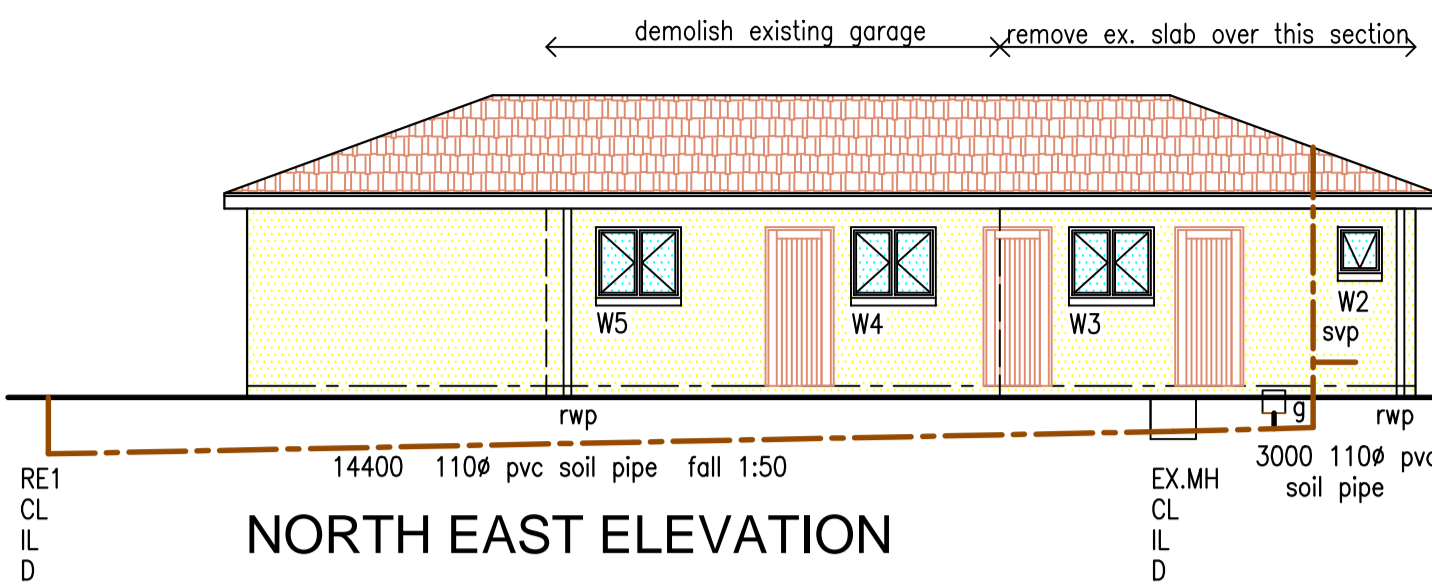 demolish existing garage
remove ex. slab over this section
W5
W4
W3
W2
svp
rwp
g
rwp
14400 110ø pvc soil pipe fall 1:50
3000 110ø pvc
soil pipe
RE1
CL
IL
D
EX.MH
CL
IL
D
NORTH EAST ELEVATION